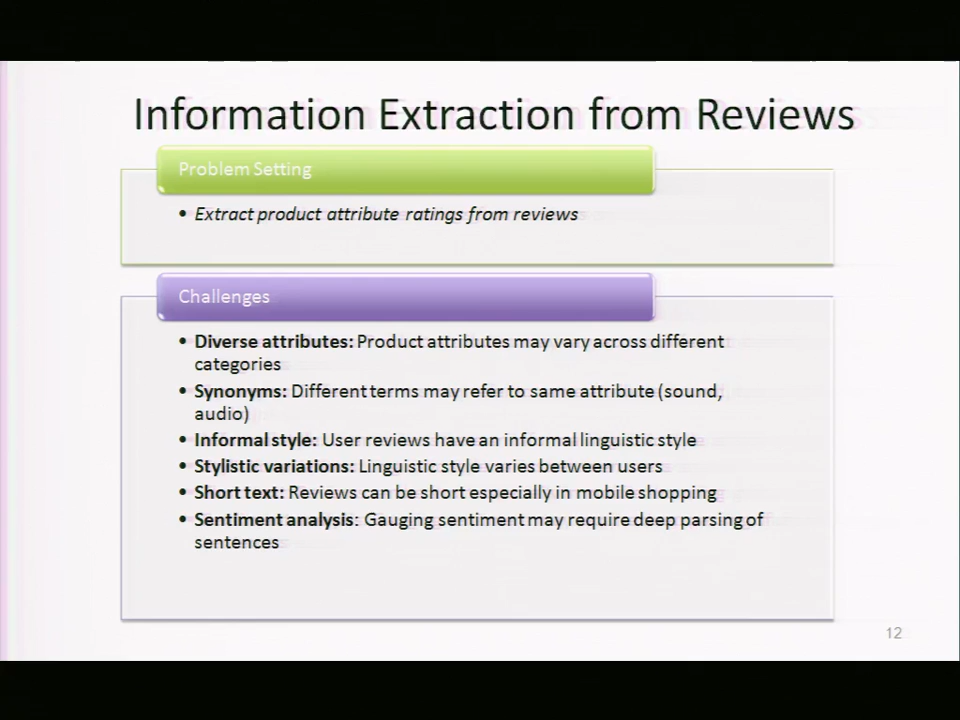 Information Extraction from Reviews
Problem Setting
• Extract product attribute ratings from reviews
Challenges
• Diverse attributes: Product attributes may vary across different
categories
• Synonyms: Different terms may refer to same attribute (sound,
audio)
• Informal style: User reviews have an informal linguistic style
• Stylistic variations: Linguistic style varies between users
• Short text: Reviews can be short especially in mobile shopping
• Sentiment analysis: Gauging sentiment may require deep parsing of
sentences
12